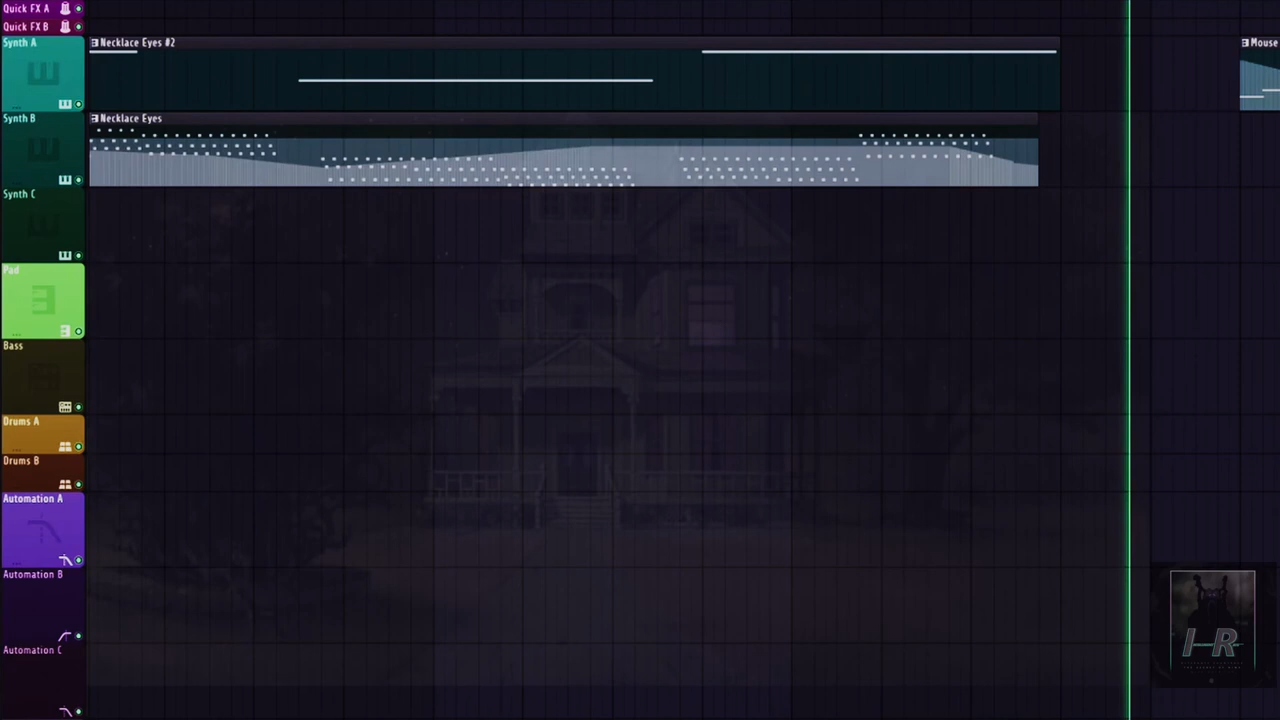 Quick FX A
Quick FX B
Synth A
Necklace Eyes #2
Mouse
Synth B
Necklace Eyes
Synth C
Pad
Bass
Drums A
Drums B
Automation A
Automation B
Automation C